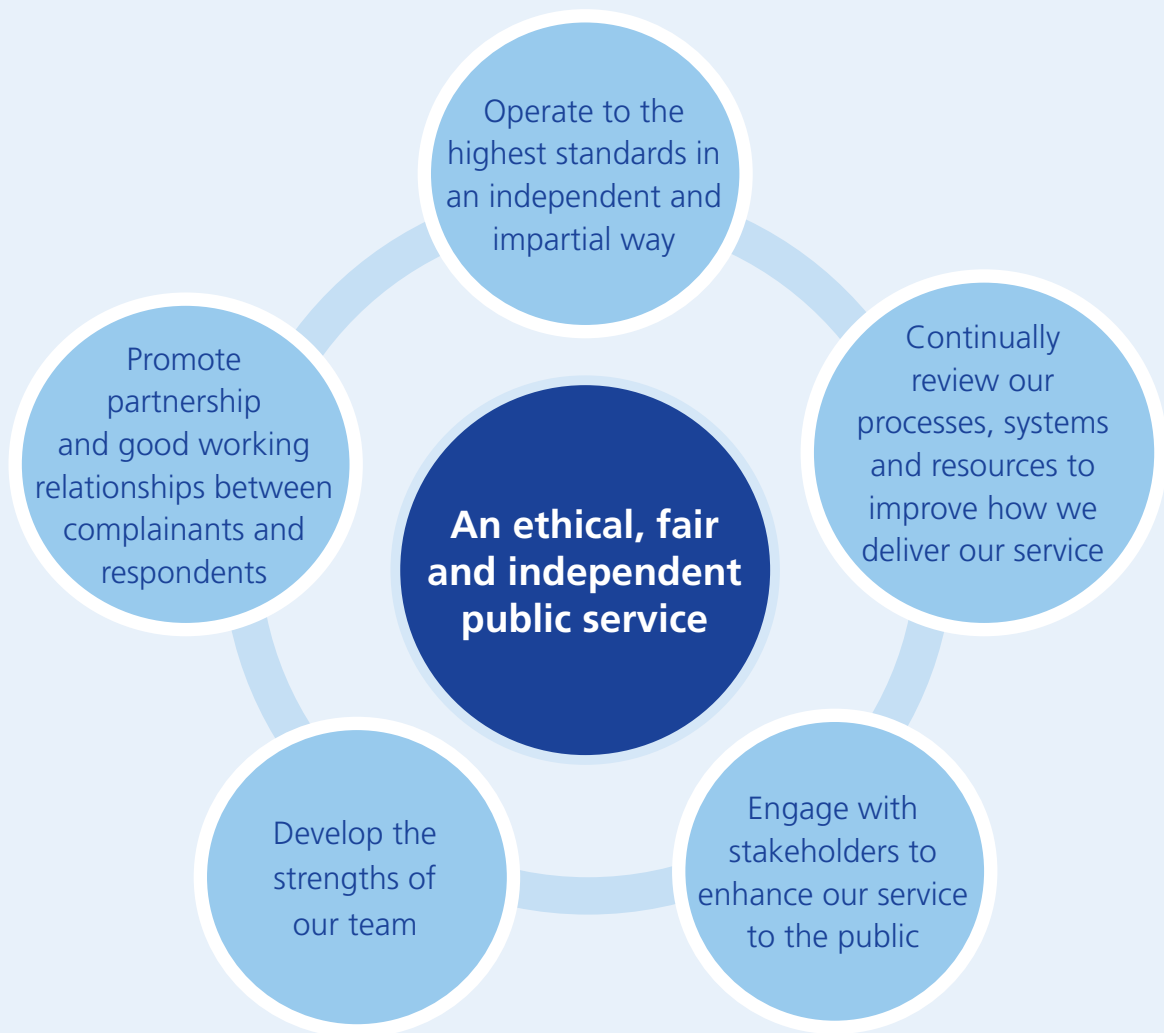 Operate to the
highest standards in
an independent and
impartial way
Continually
review our
processes, systems
and resources to
improve how we
deliver our service
Engage with
stakeholders to
enhance our service
to the public
Develop the
strengths of
our team
Promote
partnership
and good working
relationships between
complainants and
respondents
An ethical, fair
and independent
public service